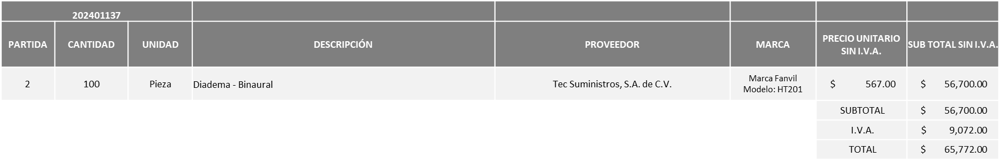 202401137
PARTIDA CANTIDAD UNIDAD DESCRIPCIÓN PROVEEDOR MARCA PRECIO UNITARIO SIN I.V.A. SUB TOTAL SIN I.V.A.
2 100 Pieza Diadema - Binaural Tec Suministros, S.A. de C.V. Marca Fanvil Modelo: HT201 $ 567.00 $ 56,700.00
SUBTOTAL $ 56,700.00
I.V.A. $ 9,072.00
TOTAL $ 65,772.00